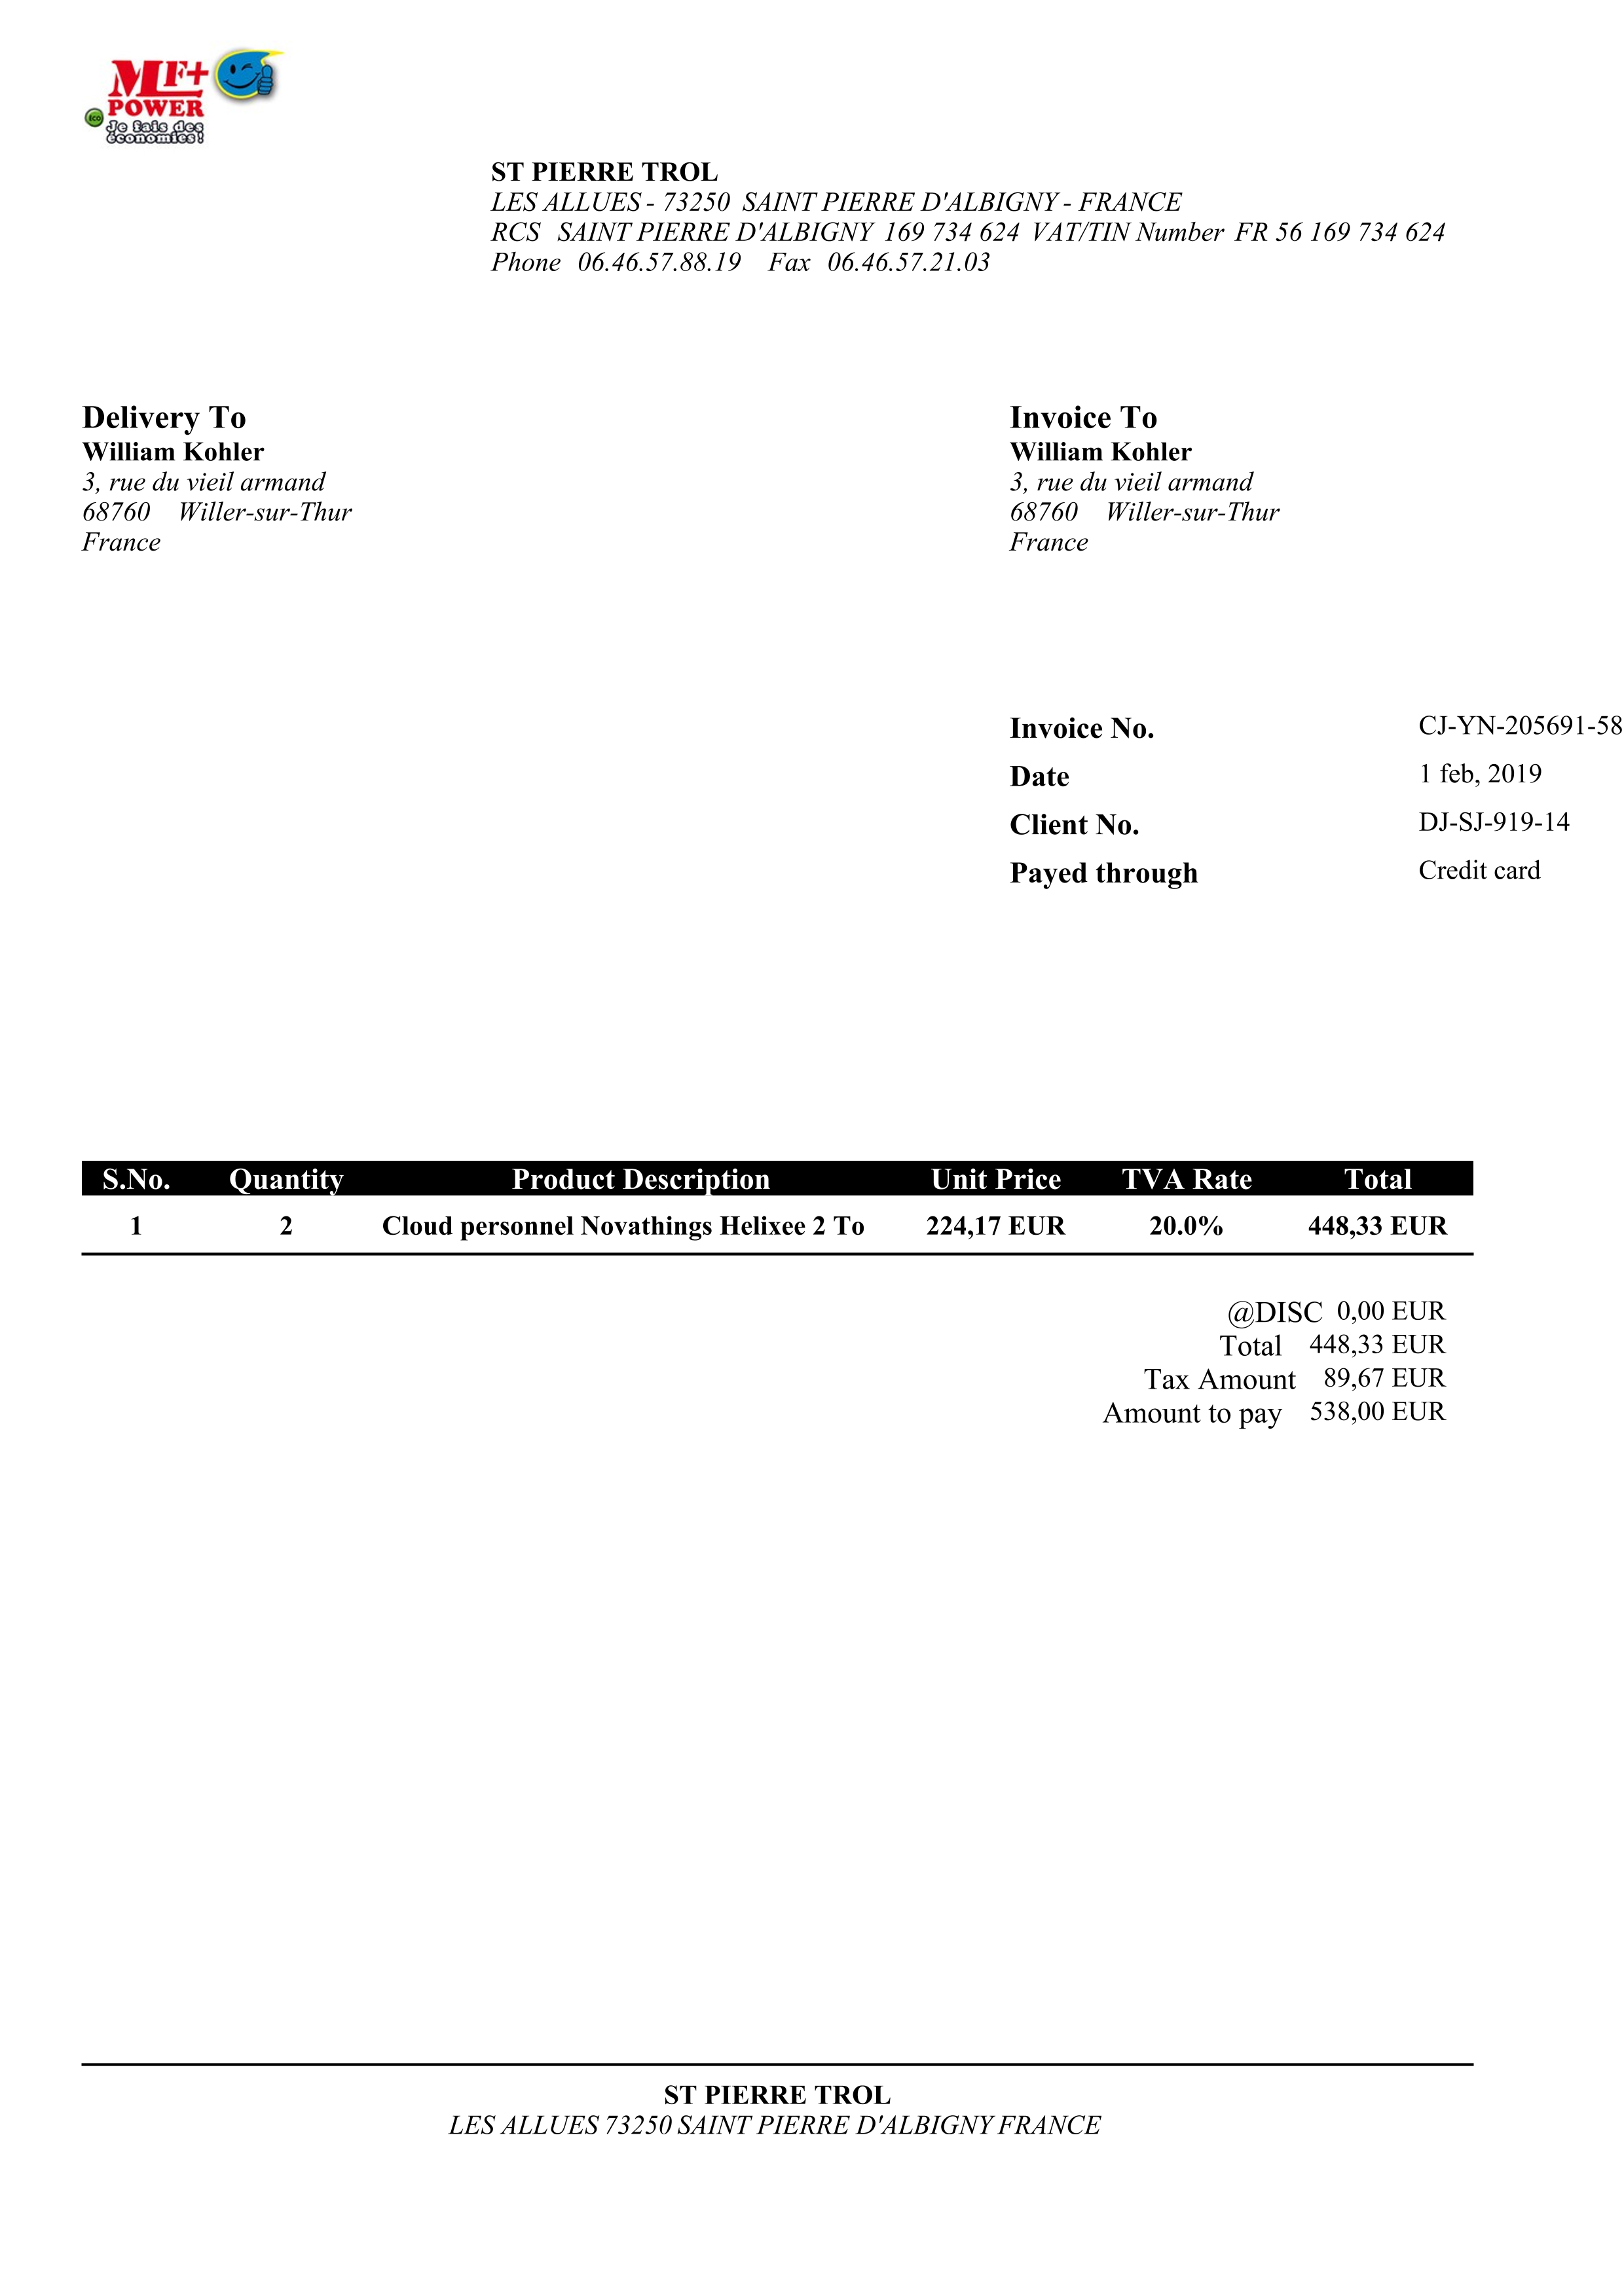 MF+
POWER
éco
Je fais des
économies!
ST PIERRE TROL
LES ALLUES - 73250 SAINT PIERRE D'ALBIGNY - FRANCE
RCS SAINT PIERRE D'ALBIGNY 169 734 624 VAT/TIN Number FR 56 169 734 624
Phone 06.46.57.88.19 Fax 06.46.57.21.03
Delivery To
William Kohler
3, rue du vieil armand
68760 Willer-sur-Thur
France
Invoice To
William Kohler
3, rue du vieil armand
68760 Willer-sur-Thur
France
Invoice No. CJ-YN-205691-58
Date 1 feb, 2019
Client No. DJ-SJ-919-14
Payed through Credit card
S.No. Quantity Product Description Unit Price TVA Rate Total
1 2 Cloud personnel Novathings Helixee 2 To 224,17 EUR 20.0% 448,33 EUR
@DISC 0,00 EUR
Total 448,33 EUR
Tax Amount 89,67 EUR
Amount to pay 538,00 EUR
ST PIERRE TROL
LES ALLUES 73250 SAINT PIERRE D'ALBIGNY FRANCE